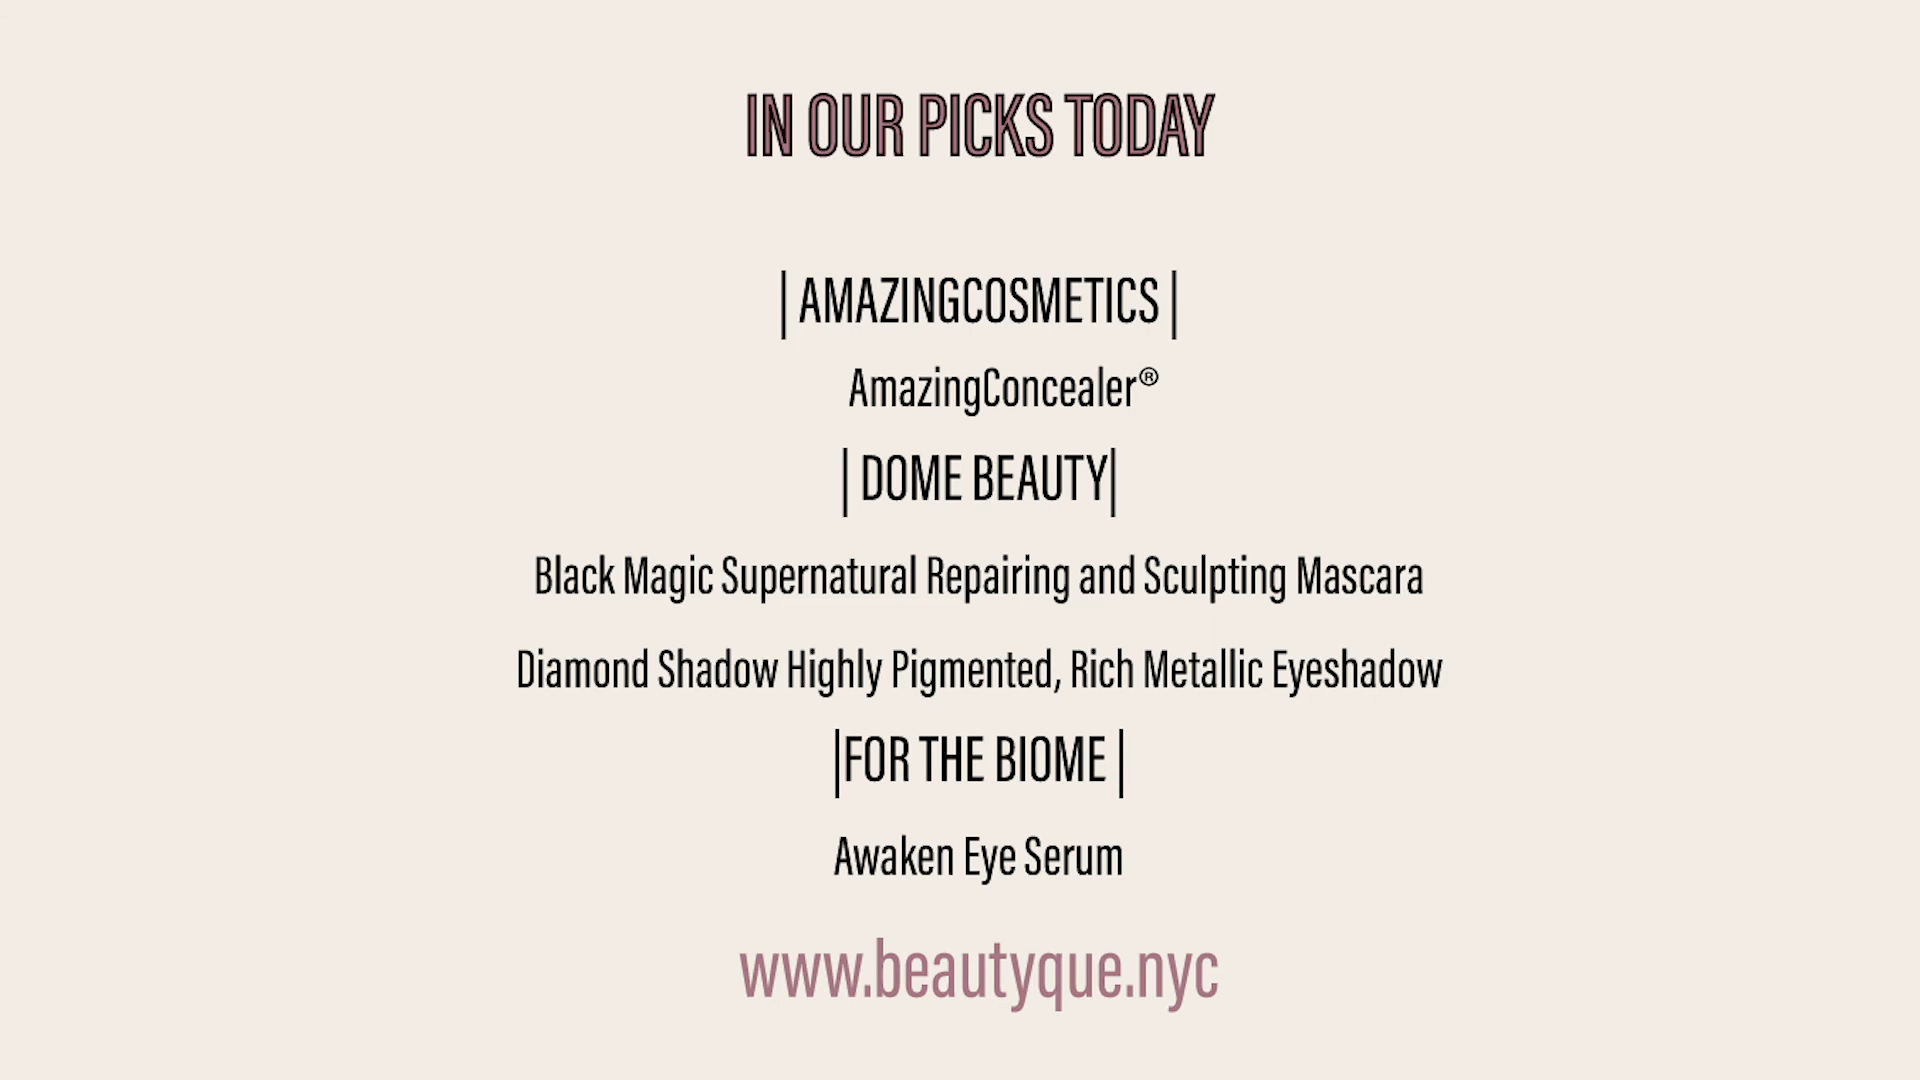 IN OUR PICKS TODAY
| AMAZINGCOSMETICS |
AmazingConcealer®
| DOME BEAUTY|
Black Magic Supernatural Repairing and Sculpting Mascara
Diamond Shadow Highly Pigmented, Rich Metallic Eyeshadow
|FOR THE BIOME |
Awaken Eye Serum
www.beautyque.nyc